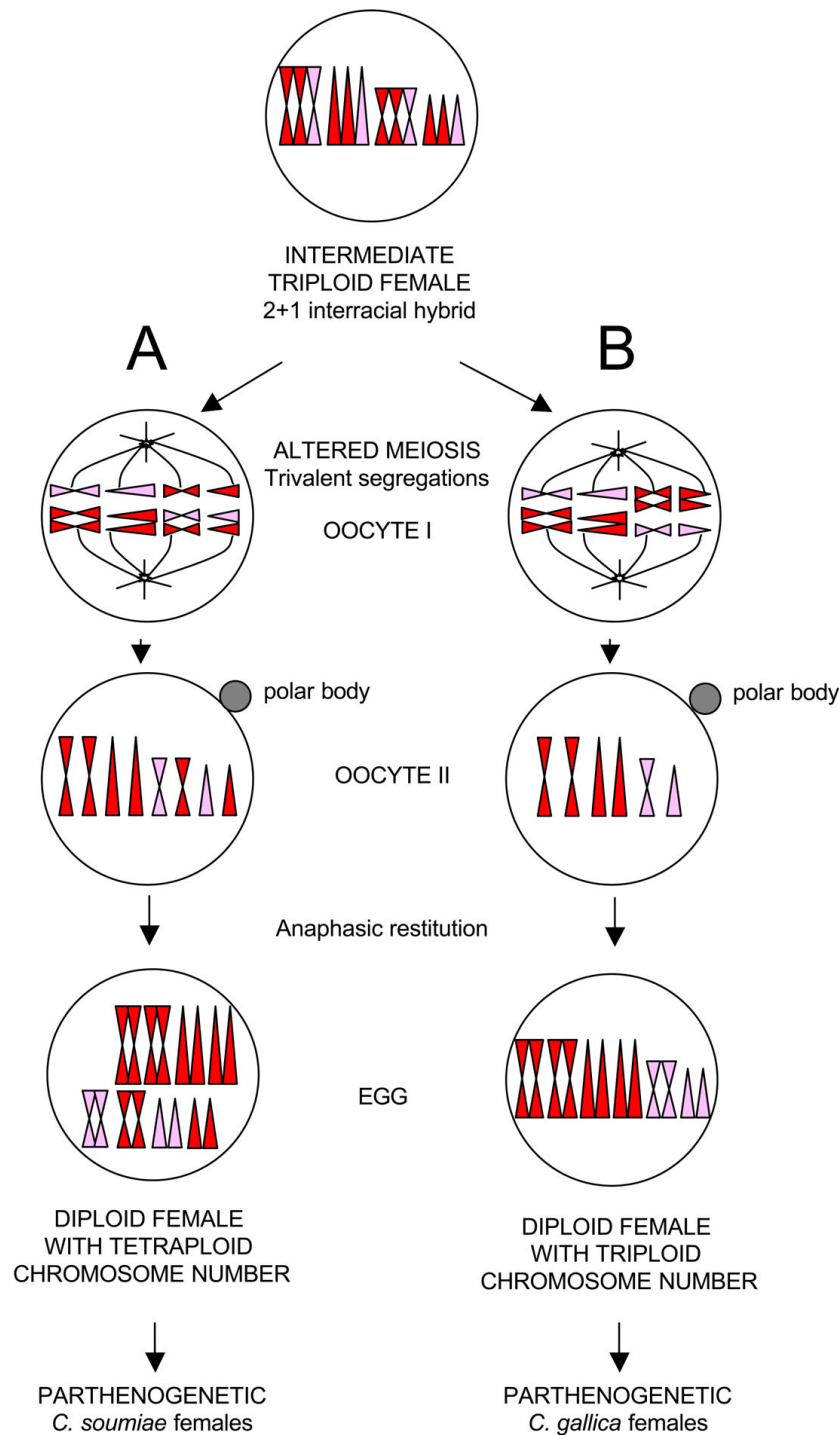 INTERMEDIATE
TRIPLOID FEMALE
2+1 interracial hybrid
A
B
ALTERED MEIOSIS
Trivalent segregations
OOCYTE I
polar body
polar body
OOCYTE II
Anaphasic restitution
EGG
DIPLOID FEMALE
WITH TETRAPLOID
CHROMOSOME NUMBER
DIPLOID FEMALE
WITH TRIPLOID
CHROMOSOME NUMBER
PARTHENOGENETIC
C. soumiae females
PARTHENOGENETIC
C. gallica females